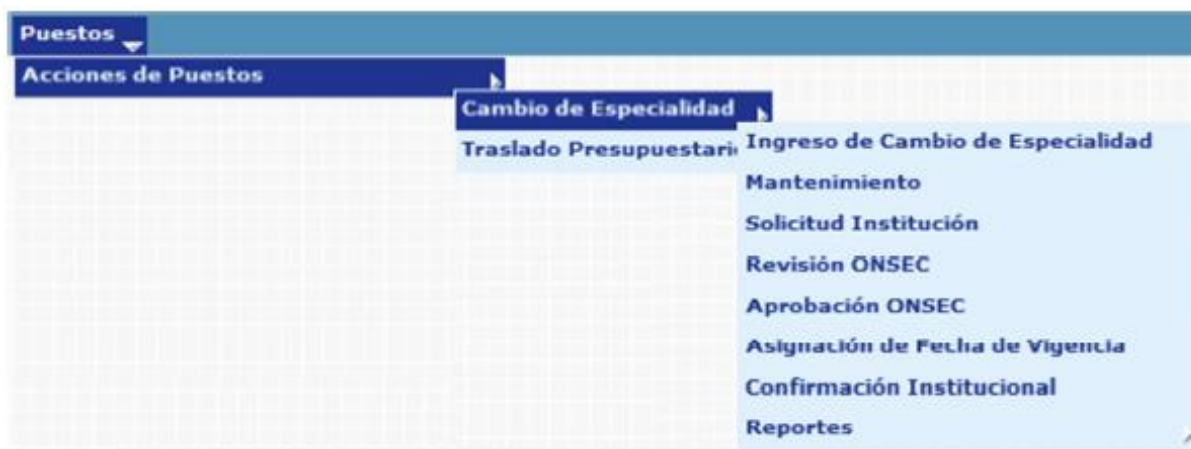 Puestos
Acciones de Puestos
Cambio de Especialidad
Traslado Presupuestari
Ingreso de Cambio de Especialidad
Mantenimiento
Solicitud Institución
Revisión ONSEC
Aprobación ONSEC
Asignación de Fecha de Vigencia
Confirmación Institucional
Reportes